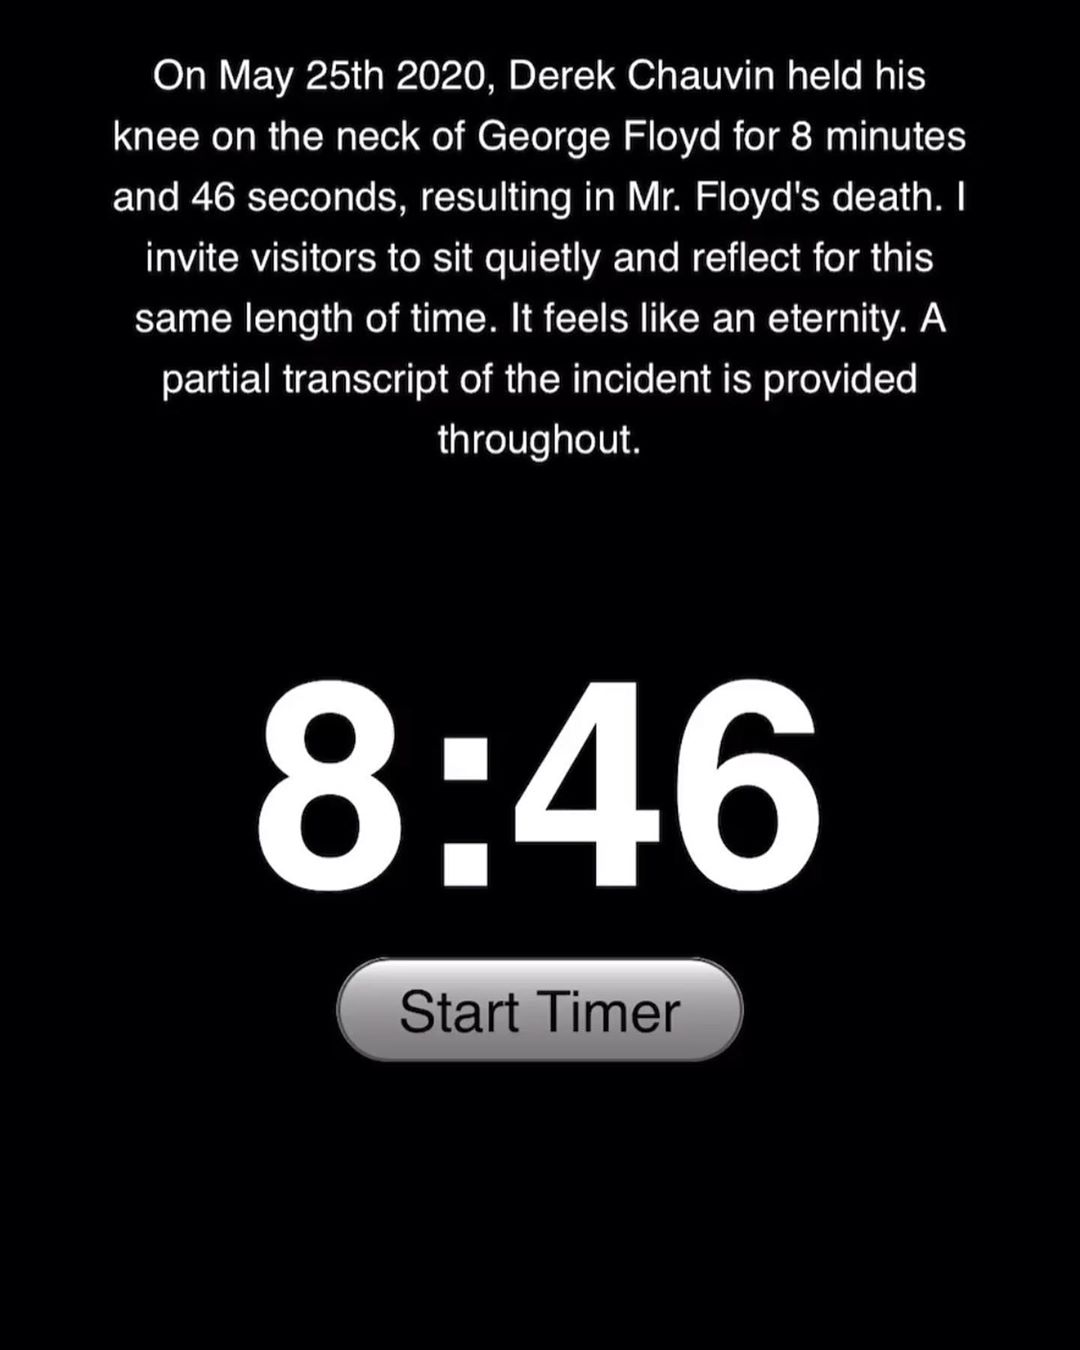 On May 25th 2020, Derek Chauvin held his
knee on the neck of George Floyd for 8 minutes
and 46 seconds, resulting in Mr. Floyd's death. I
invite visitors to sit quietly and reflect for this
same length of time. It feels like an eternity. A
partial transcript of the incident is provided
throughout.
8:46
Start Timer